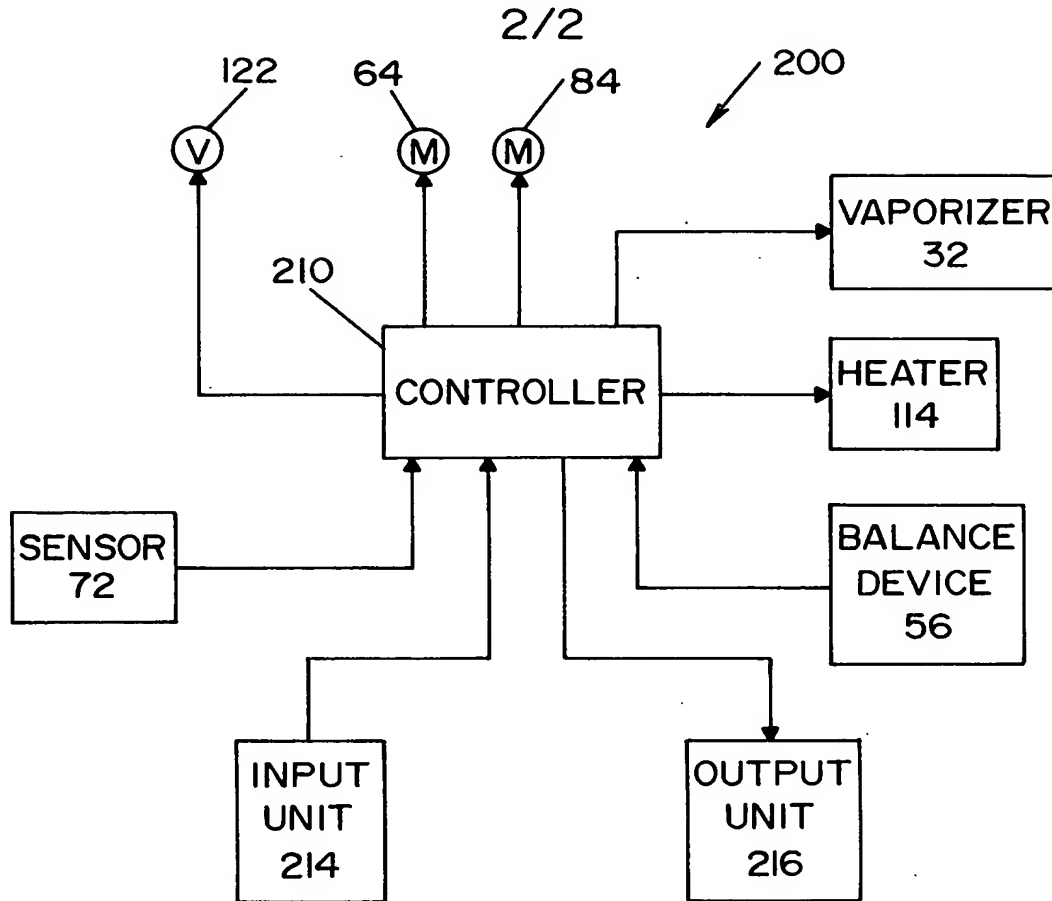 2/2
122
64
84
200
V
M
M
VAPORIZER
32
210
CONTROLLER
HEATER
114
SENSOR
72
BALANCE
DEVICE
56
INPUT
UNIT
214
OUTPUT
UNIT
216